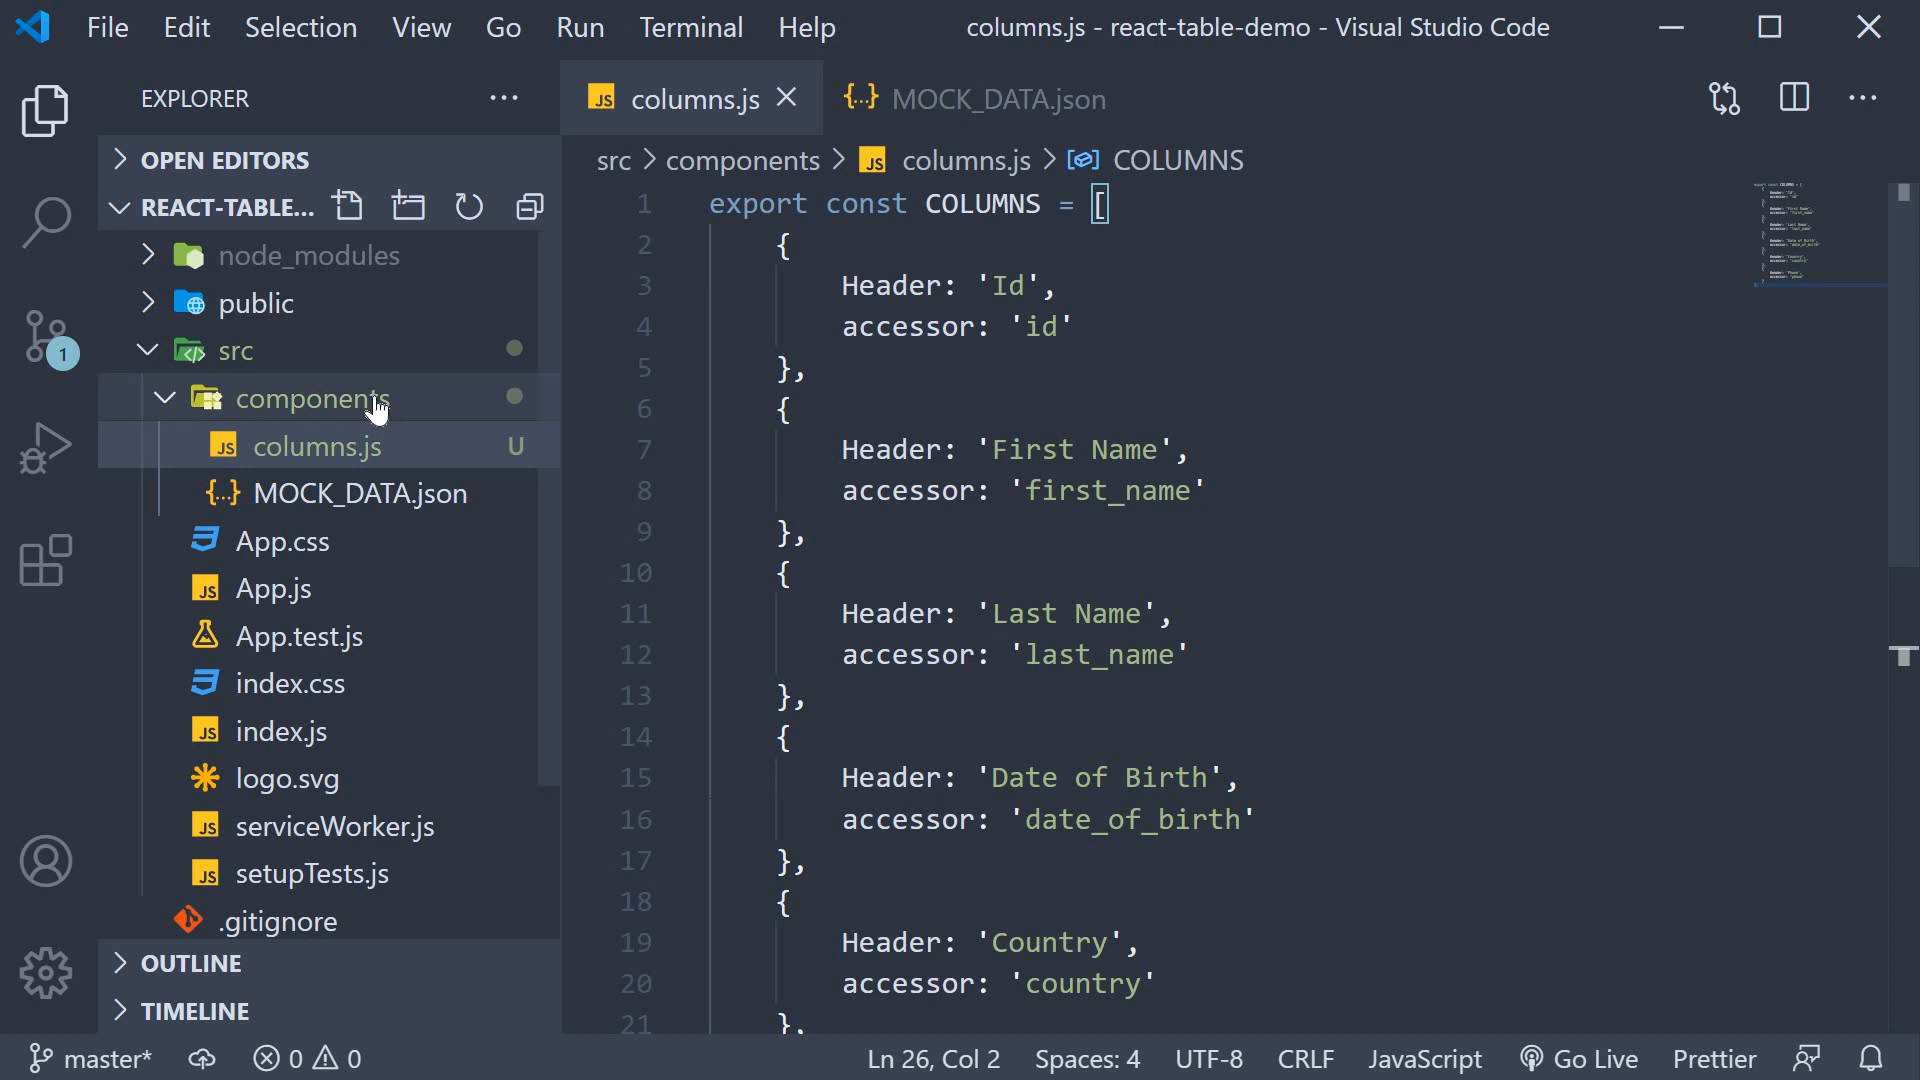 File Edit Selection View Go Run Terminal Help columns.js - react-table-demo - Visual Studio Code
EXPLORER
OPEN EDITORS
REACT-TABLE...
node_modules
public
src
components
columns.js U
MOCK_DATA.json
App.css
App.js
App.test.js
index.css
index.js
logo.svg
serviceWorker.js
setupTests.js
.gitignore
OUTLINE
TIMELINE
1
columns.js MOCK_DATA.json
src > components > columns.js > COLUMNS
1 export const COLUMNS = [
2 {
3 Header: 'Id',
4 accessor: 'id'
5 },
6 {
7 Header: 'First Name',
8 accessor: 'first_name'
9 },
10 {
11 Header: 'Last Name',
12 accessor: 'last_name'
13 },
14 {
15 Header: 'Date of Birth',
16 accessor: 'date_of_birth'
17 },
18 {
19 Header: 'Country',
20 accessor: 'country'
21 },
master* 0 0 Ln 26, Col 2 Spaces: 4 UTF-8 CRLF JavaScript Go Live Prettier